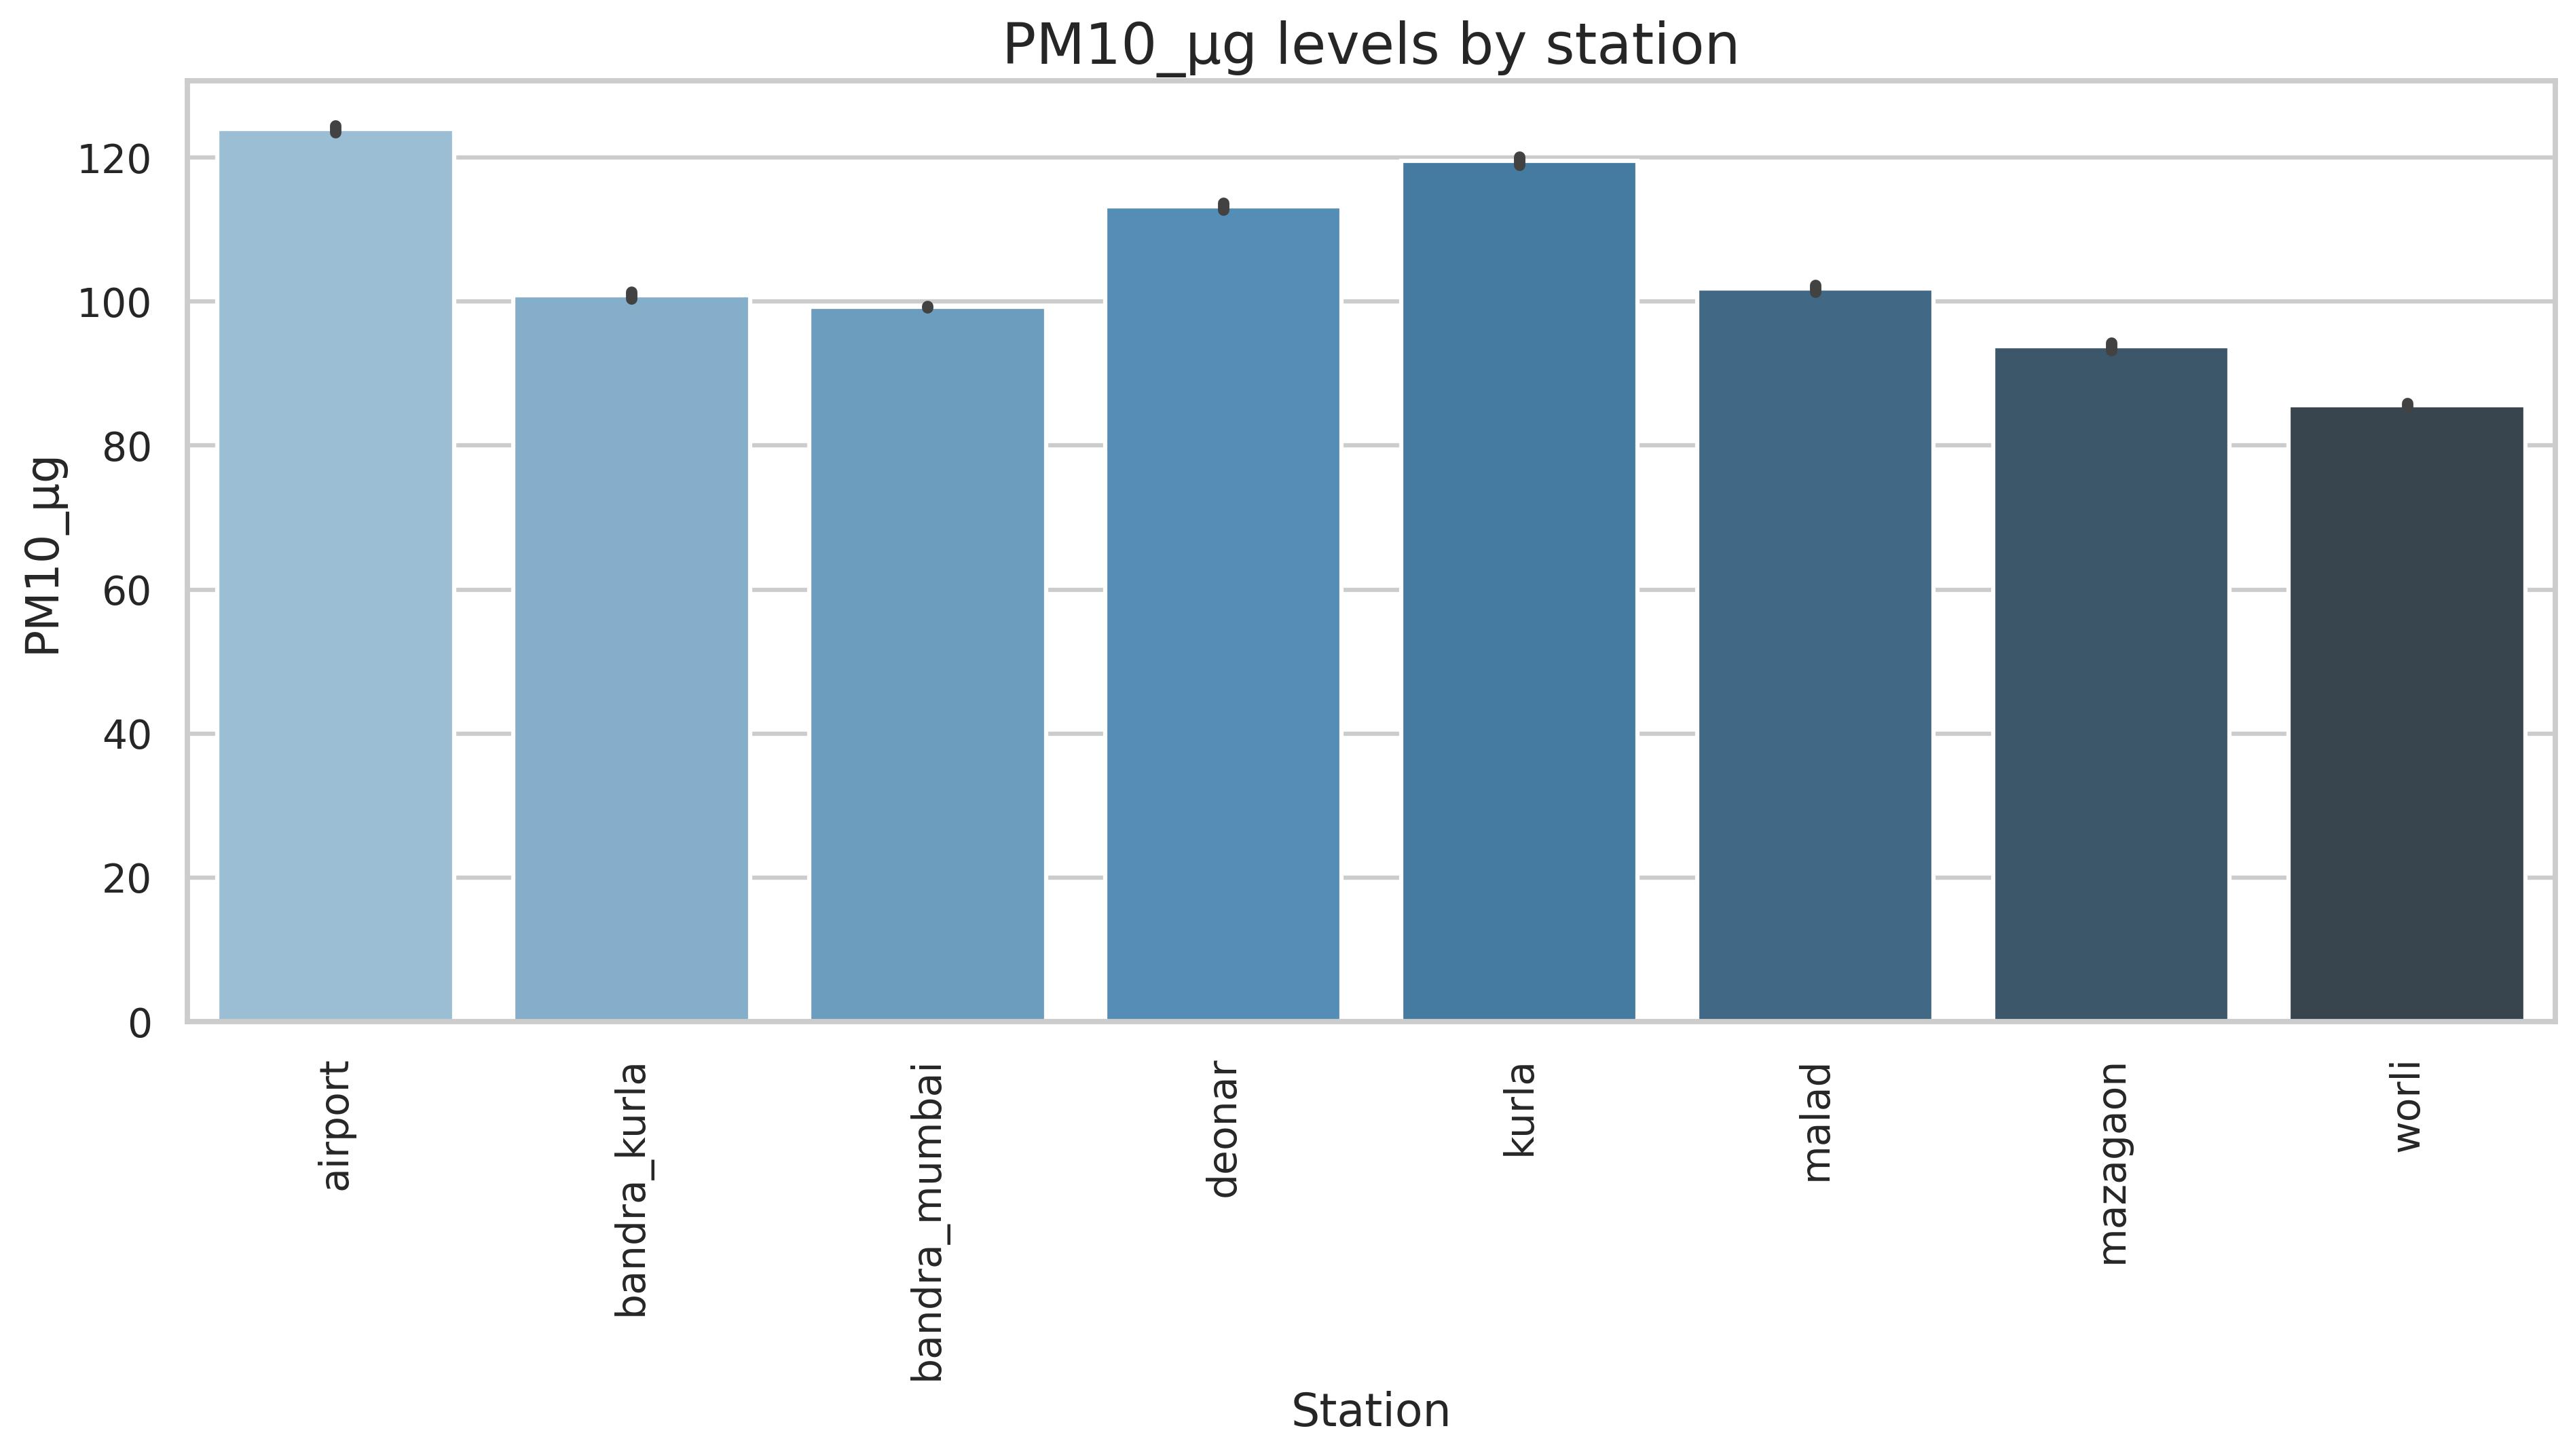 PM10_µg levels by station
PM10_µg
120
100
80
60
40
20
0
airport
bandra_kurla
bandra_mumbai
deonar
kurla
malad
mazagaon
worli
Station